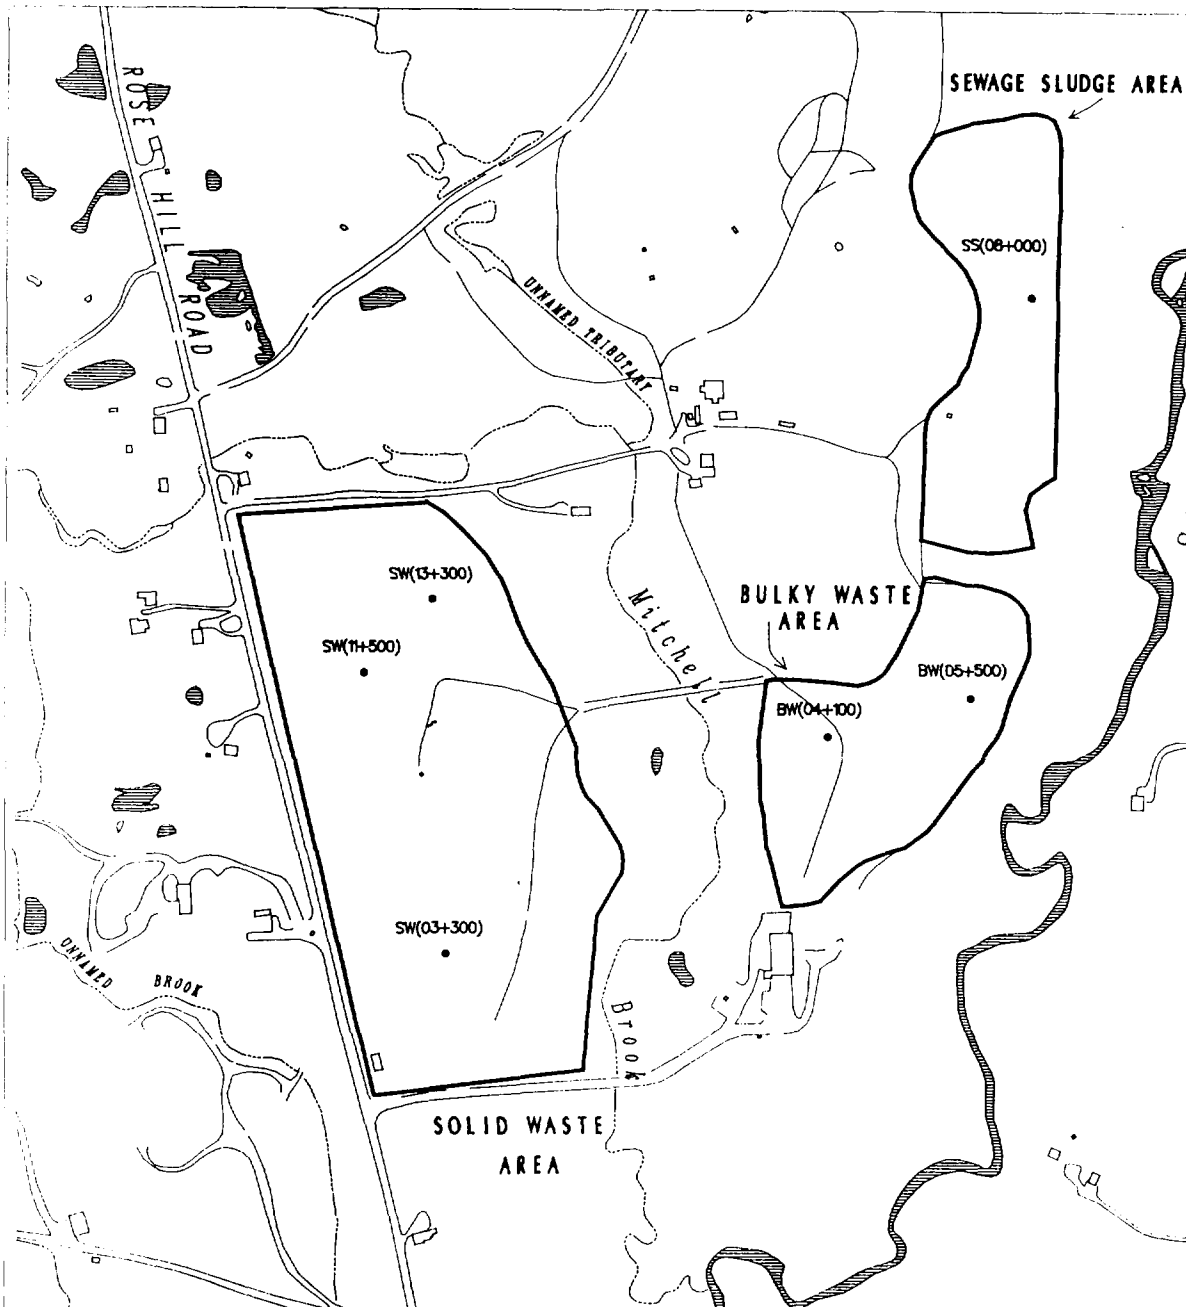 SEWAGE SLUDGE AREA
ROSE HILL ROAD
SS(08+000)
UNNAMED TRIBUTARY
SW(13+300)
BULKY WASTE
AREA
SW(11+500)
Mitchell
BW(05+500)
BW(04+100)
SW(03+300)
UNNAMED BROOK
Brook
SOLID WASTE
AREA